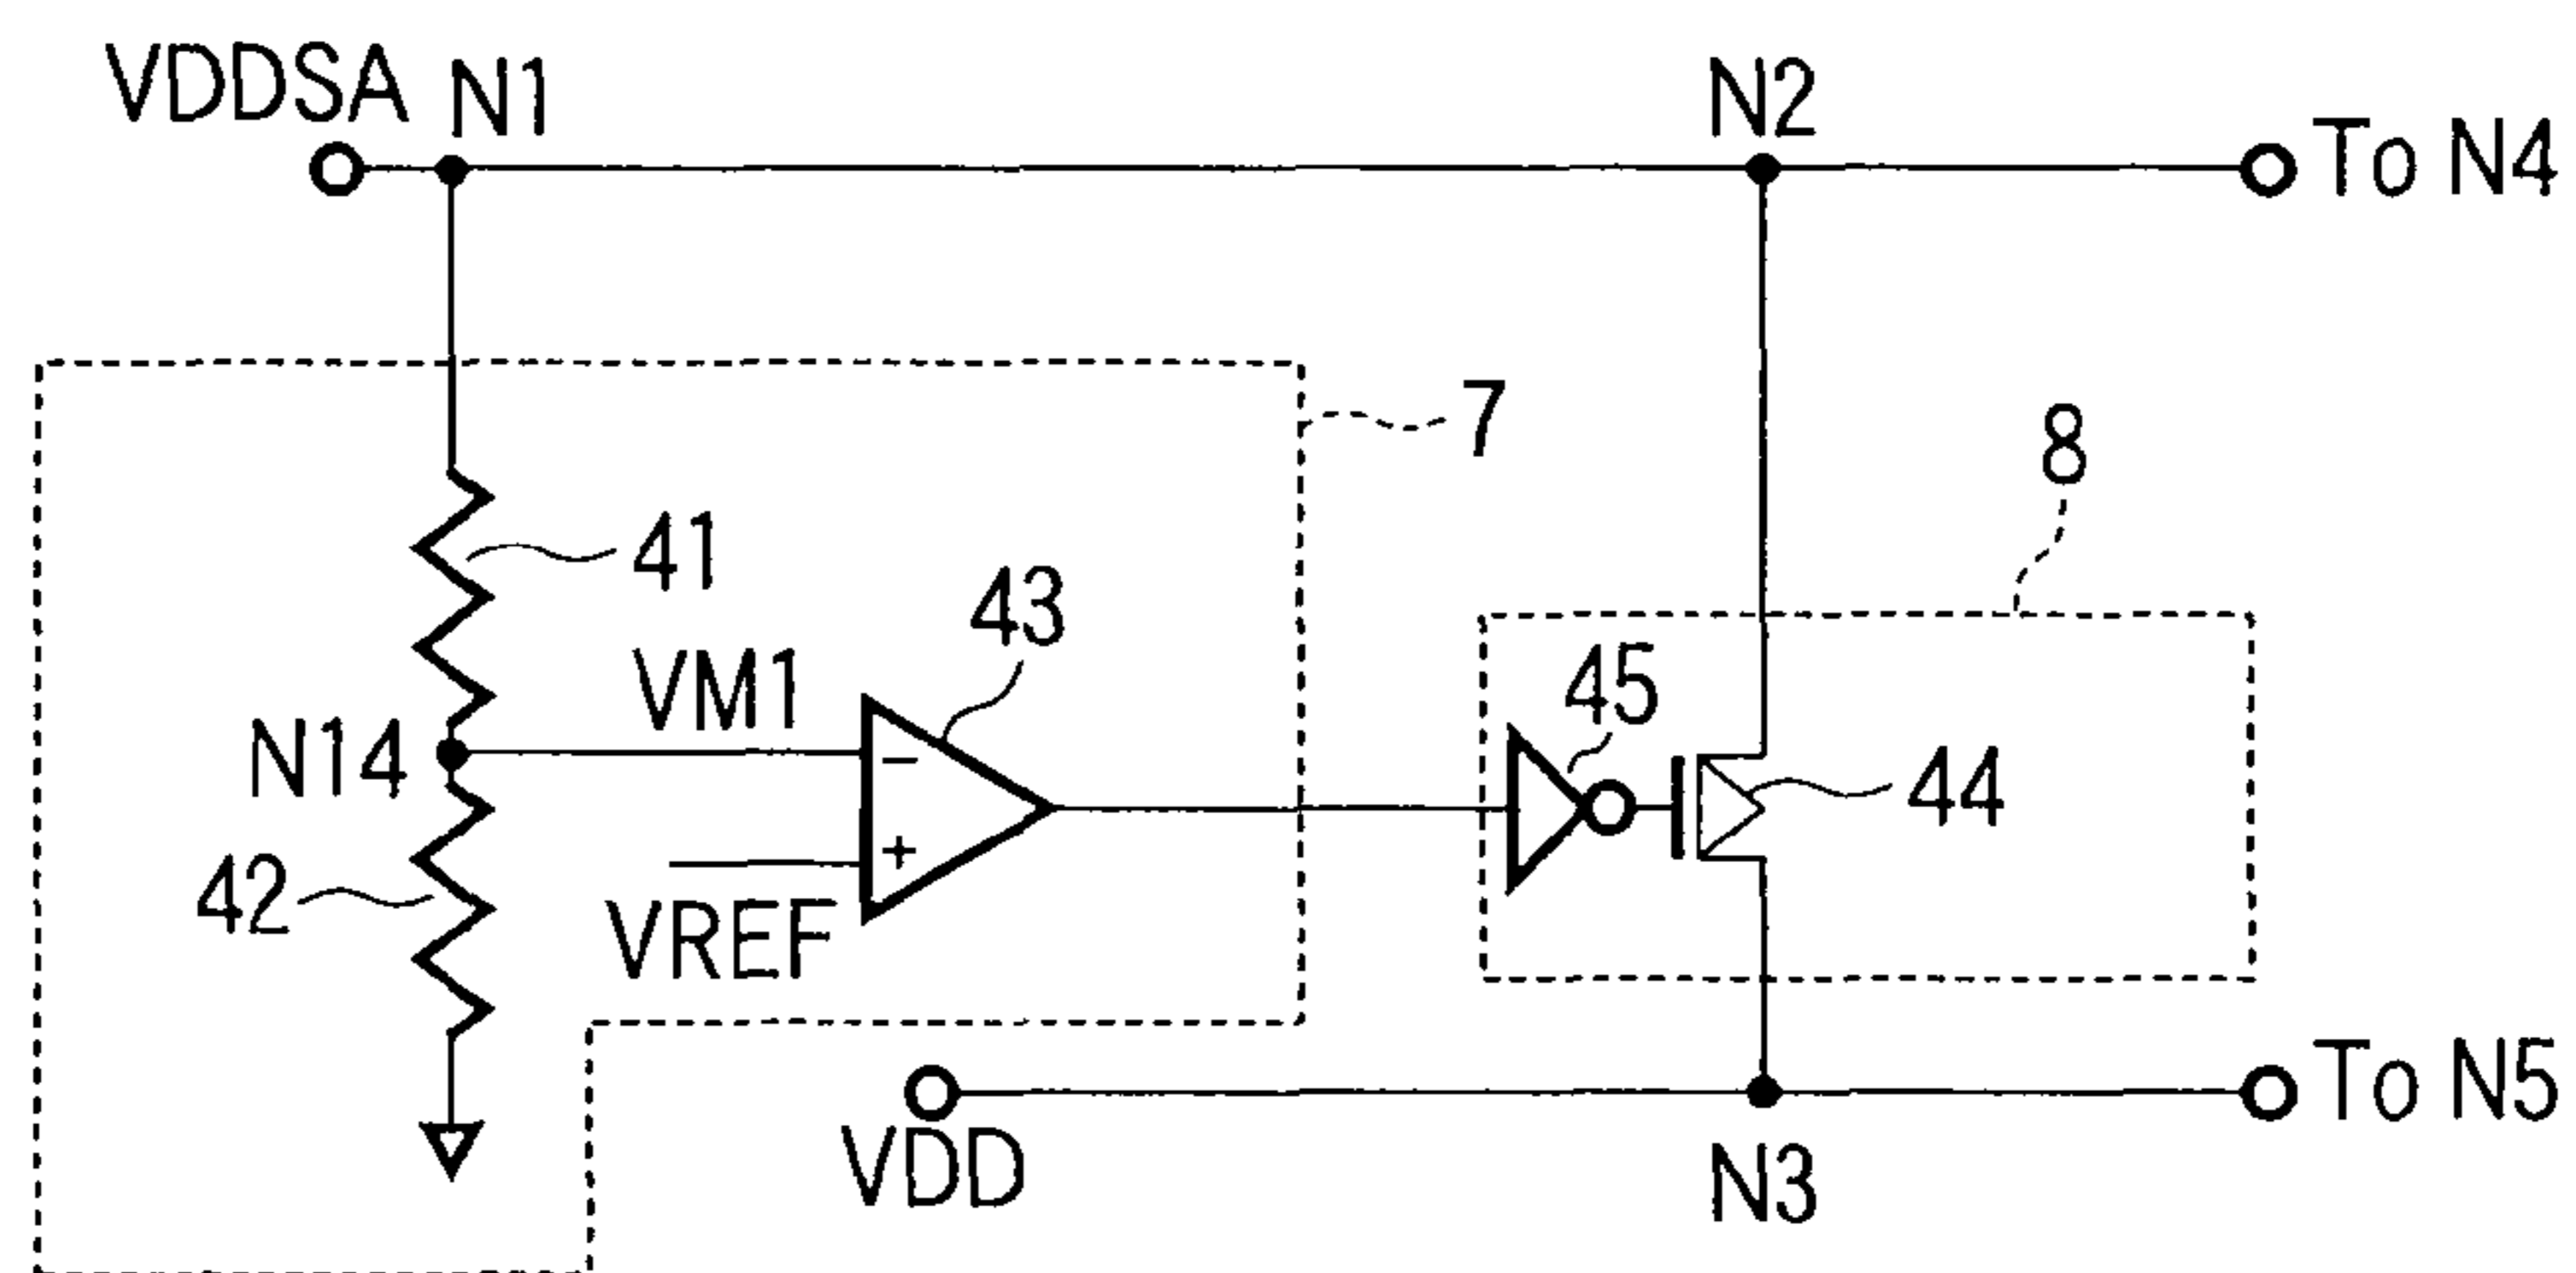 VDDSA N1
N2
To N4
7
8
41
43
45
VM1
44
N14
−
+
42
VREF
VDD
To N5
N3